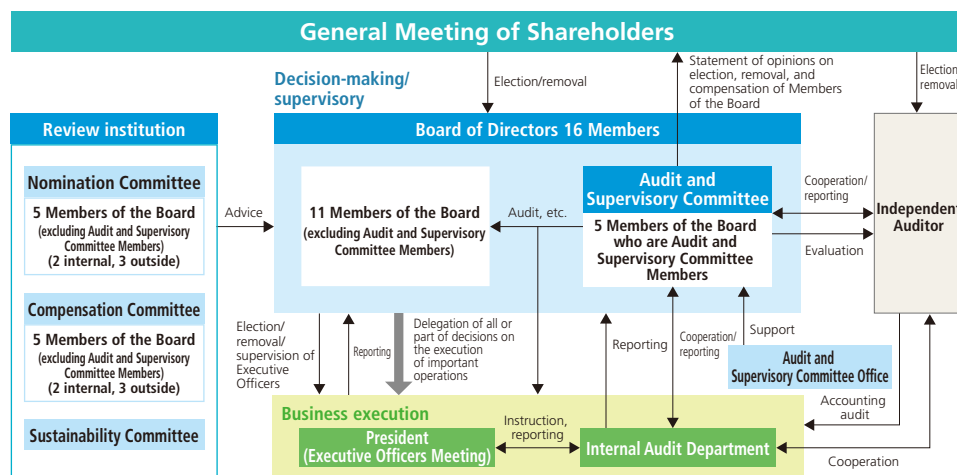 General Meeting of Shareholders
Decision-making/
supervisory
Election/removal
Statement of opinions on
election, removal, and
compensation of Members
of the Board
Election/
removal
Review institution
Nomination Committee
5 Members of the Board
(excluding Audit and Supervisory
Committee Members)
(2 internal, 3 outside)
Compensation Committee
5 Members of the Board
(excluding Audit and Supervisory
Committee Members)
(2 internal, 3 outside)
Sustainability Committee
Advice
Board of Directors 16 Members
11 Members of the Board
(excluding Audit and Supervisory
Committee Members)
Audit, etc.
Audit and
Supervisory Committee
5 Members of the Board
who are Audit and
Supervisory Committee
Members
Cooperation/
reporting
Evaluation
Independent
Auditor
Election/
removal/
supervision of
Executive
Officers
Reporting
Delegation of all or
part of decisions on
the execution
of important
operations
Reporting
Cooperation/
reporting
Support
Audit and
Supervisory Committee Office
Accounting
audit
Cooperation
Business execution
President
(Executive Officers Meeting)
Instruction,
reporting
Internal Audit Department